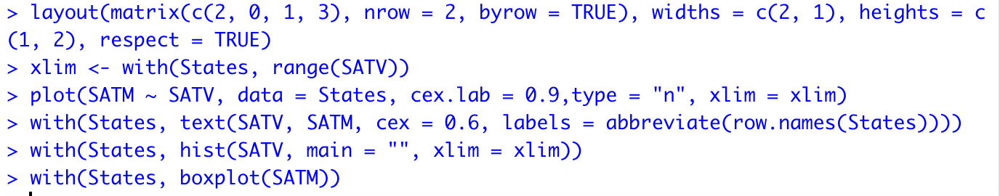 > layout(matrix(c(2, 0, 1, 3), nrow = 2, byrow = TRUE), widths = c(2, 1), heights = c
(1, 2), respect = TRUE)
> xlim <- with(States, range(SATV))
> plot(SATM ~ SATV, data = States, cex.lab = 0.9,type = "n", xlim = xlim)
> with(States, text(SATV, SATM, cex = 0.6, labels = abbreviate(row.names(States))))
> with(States, hist(SATV, main = "", xlim = xlim))
> with(States, boxplot(SATM))